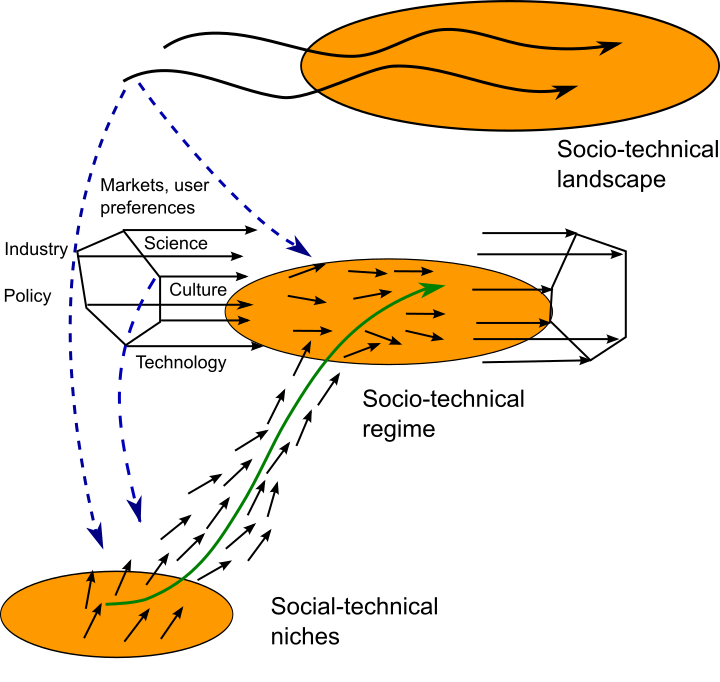 Socio-technical
landscape
Markets, user
preferences
Industry
Science
Policy
Culture
Technology
Socio-technical
regime
Social-technical
niches